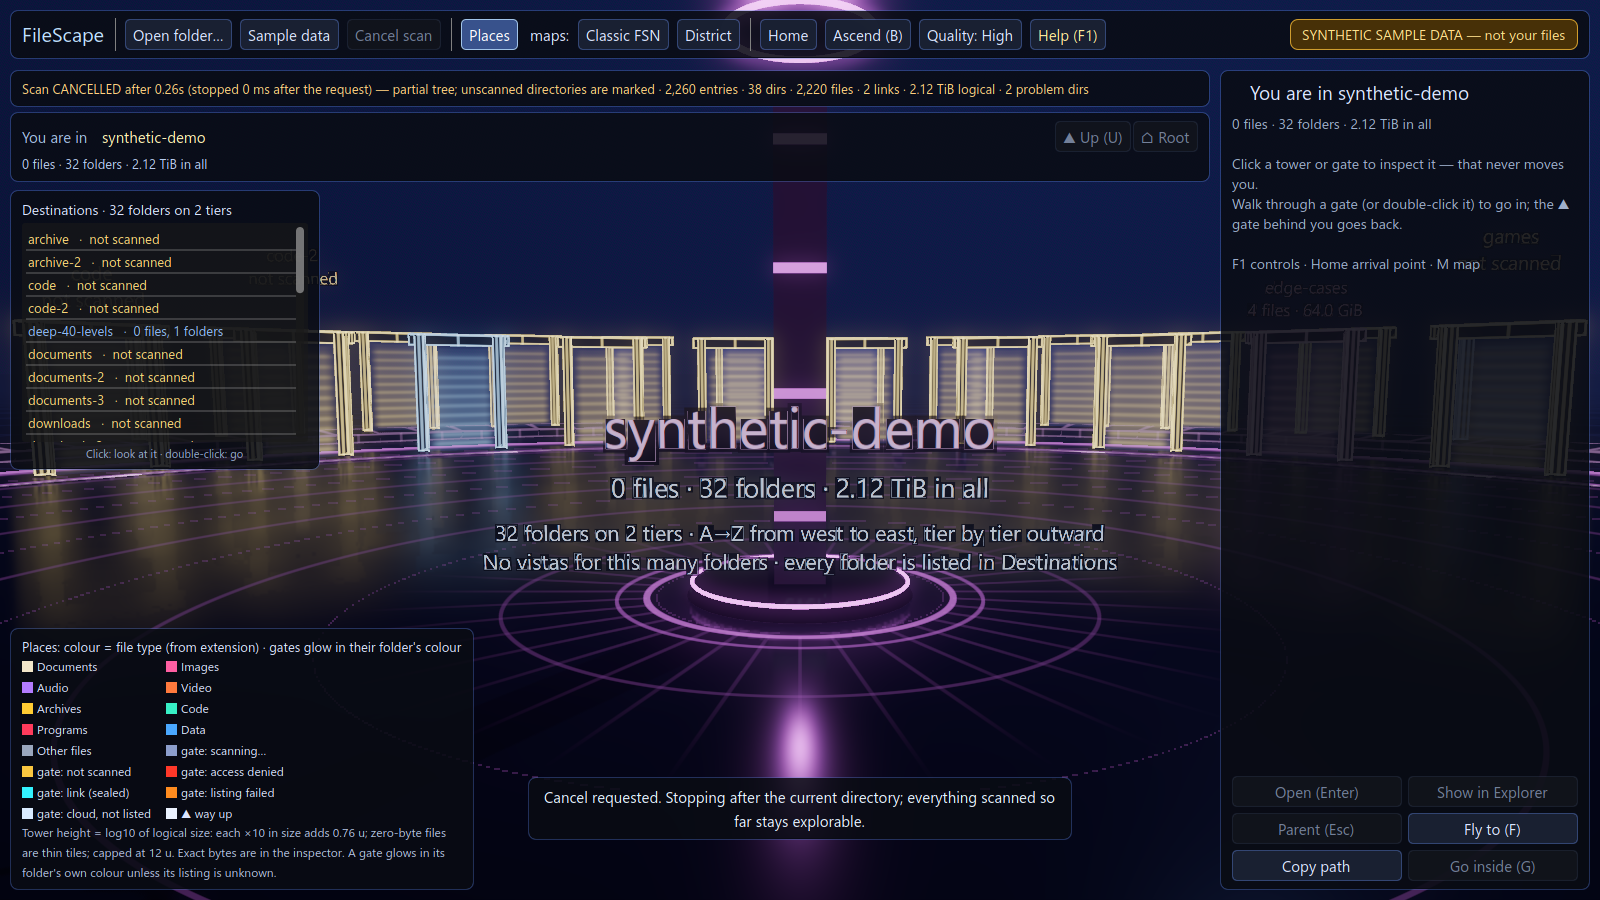 FileScape
Open folder...
Sample data
Cancel scan
Places
maps:
Classic FSN
District
Home
Ascend (B)
Quality: High
Help (F1)
SYNTHETIC SAMPLE DATA — not your files
Scan CANCELLED after 0.26s (stopped 0 ms after the request) — partial tree; unscanned directories are marked · 2,260 entries · 38 dirs · 2,220 files · 2 links · 2.12 TiB logical · 2 problem dirs
You are in synthetic-demo
▲ Up (U)
Root
0 files · 32 folders · 2.12 TiB in all
Destinations · 32 folders on 2 tiers
archive · not scanned
archive-2 · not scanned
code · not scanned
code-2 · not scanned
deep-40-levels · 0 files, 1 folders
documents · not scanned
documents-2 · not scanned
documents-3 · not scanned
downloads · not scanned
Click: look at it · double-click: go
code-2
not scanned
synthetic-demo
0 files · 32 folders · 2.12 TiB in all
32 folders on 2 tiers · A→Z from west to east, tier by tier outward
No vistas for this many folders · every folder is listed in Destinations
You are in synthetic-demo
0 files · 32 folders · 2.12 TiB in all
Click a tower or gate to inspect it — that never moves
you.
Walk through a gate (or double-click it) to go in; the ▲
gate behind you goes back.
F1 controls · Home arrival point · M map
games
not scanned
edge-cases
4 files · 64.0 GiB
Places: colour = file type (from extension) · gates glow in their folder's colour
Documents
Images
Audio
Video
Archives
Code
Programs
Data
Other files
gate: scanning...
gate: not scanned
gate: access denied
gate: link (sealed)
gate: listing failed
gate: cloud, not listed
▲ way up
Tower height = log10 of logical size: each ×10 in size adds 0.76 u; zero-byte files
are thin tiles; capped at 12 u. Exact bytes are in the inspector. A gate glows in its
folder's own colour unless its listing is unknown.
Cancel requested. Stopping after the current directory; everything scanned so
far stays explorable.
Open (Enter)
Show in Explorer
Parent (Esc)
Fly to (F)
Copy path
Go inside (G)